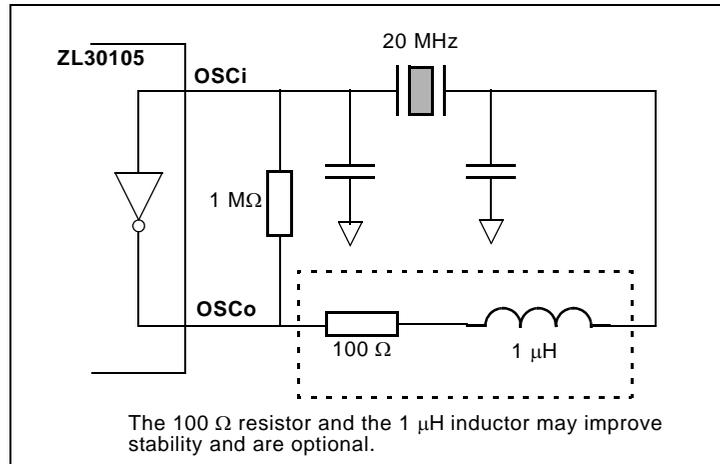 20 MHz
ZL30105
OSCi
1 MΩ
OSCo
100 Ω
1 µH
The 100 Ω resistor and the 1 µH inductor may improve
stability and are optional.